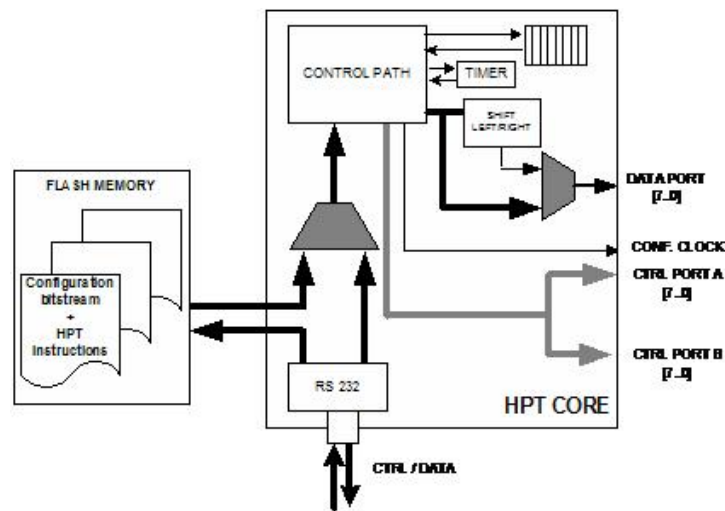 CONTROL PATH
TIMER
SHIFT
LEFT/RIGHT
FLASH MEMORY
DATA PORT
[7..0]
CONF. CLOCK
Configuration
bitstream
+
HPT
instructions
CTRL PORT A
[7..0]
CTRL PORT B
[7..0]
RS 232
HPT CORE
CTRL / DATA